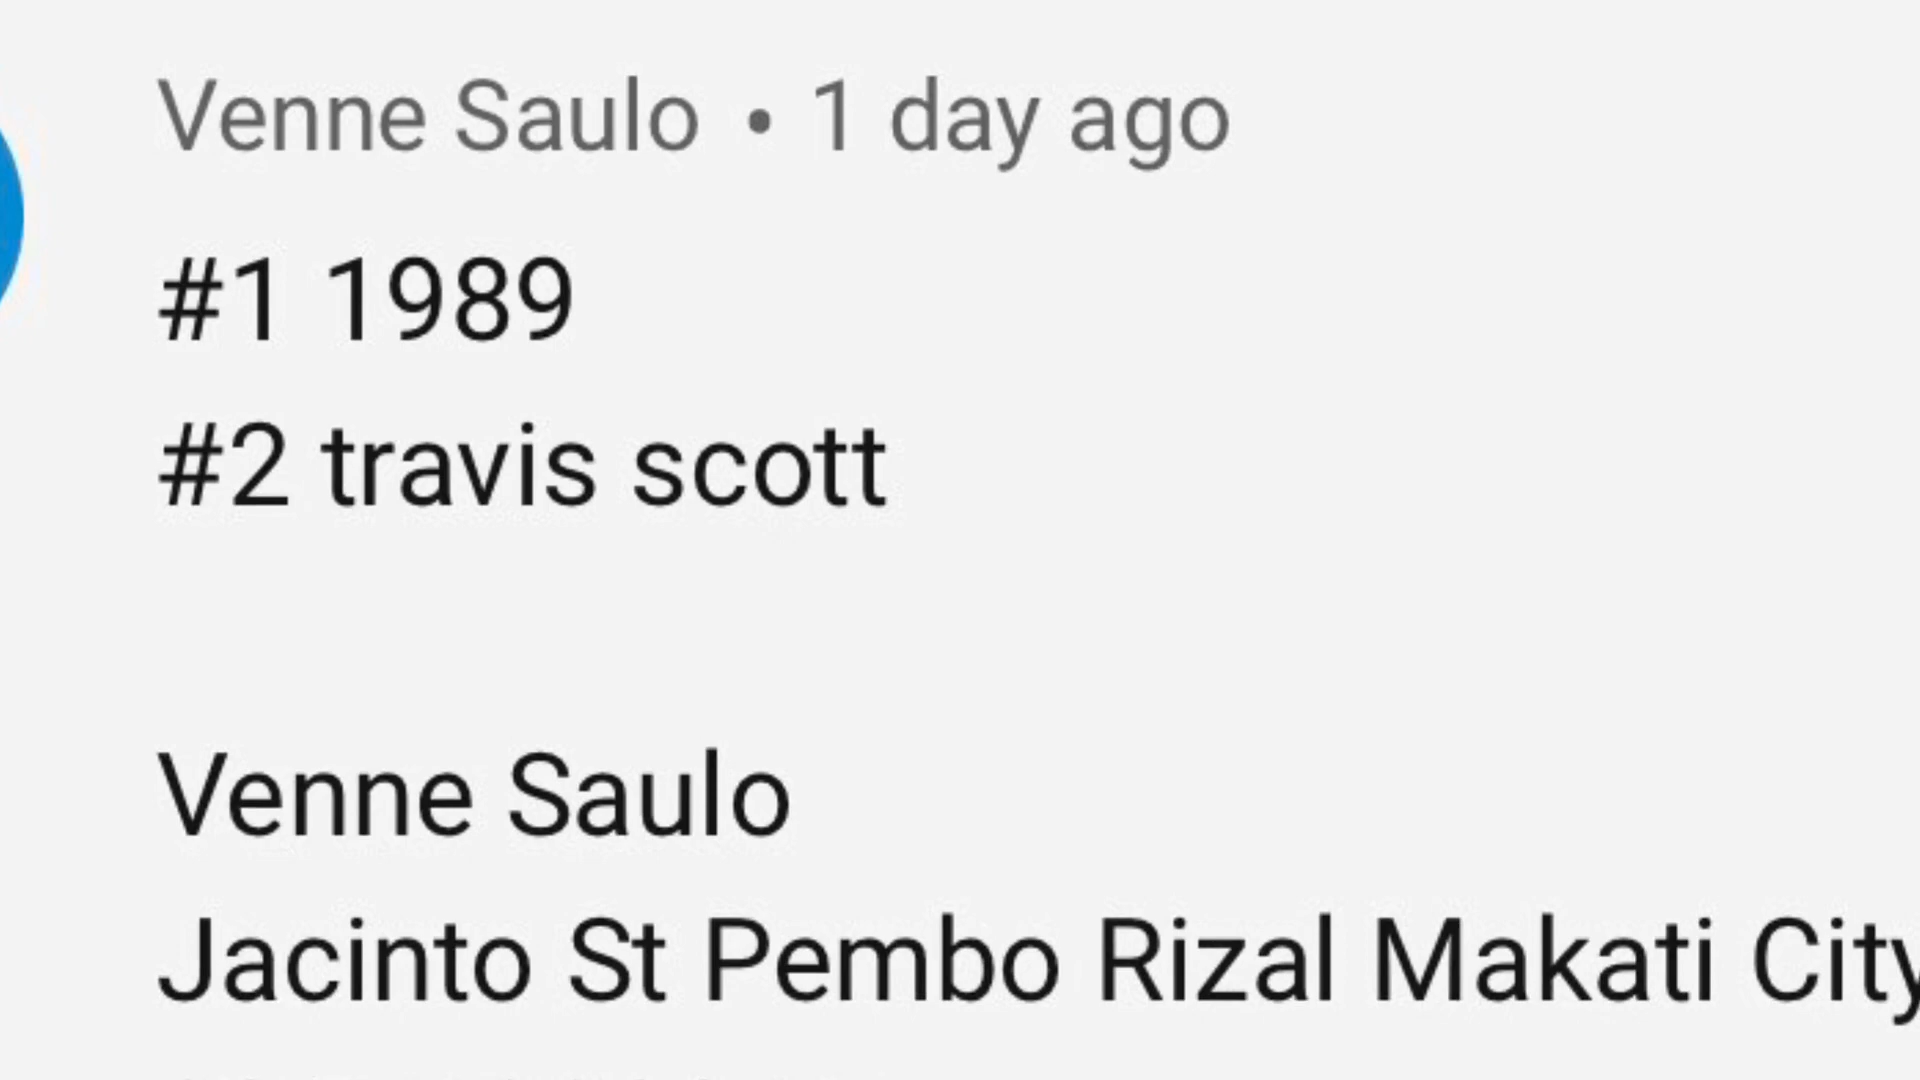 Venne Saulo • 1 day ago
#1 1989
#2 travis scott
Venne Saulo
Jacinto St Pembo Rizal Makati City